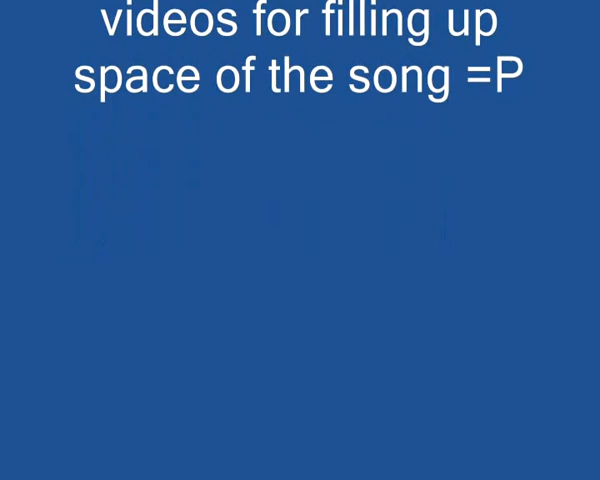 videos for filling up
space of the song =P